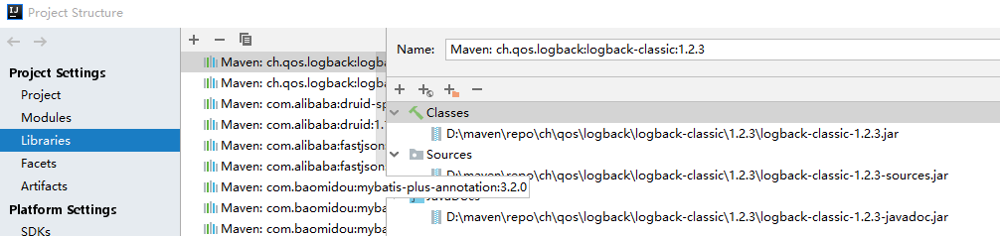 Project Structure
Project Settings
Project
Modules
Libraries
Facets
Artifacts
Platform Settings
SDKs
Maven: ch.qos.logback:logba
Maven: ch.qos.logback:logba
Maven: com.alibaba:druid-sp
Maven: com.alibaba:druid:1.
Maven: com.alibaba:fastjson
Maven: com.alibaba:fastjson
Maven: com.baomidou:mybatis-plus-annotation:3.2.0
Maven: com.baomidou:myba
Maven: com.baomidou:myba
Name: Maven: ch.qos.logback:logback-classic:1.2.3
Classes
D:\maven\repo\ch\qos\logback\logback-classic\1.2.3\logback-classic-1.2.3.jar
Sources
D:\maven\repo\ch\qos\logback\logback-classic\1.2.3\logback-classic-1.2.3-sources.jar
JavaDocs
D:\maven\repo\ch\qos\logback\logback-classic\1.2.3\logback-classic-1.2.3-javadoc.jar